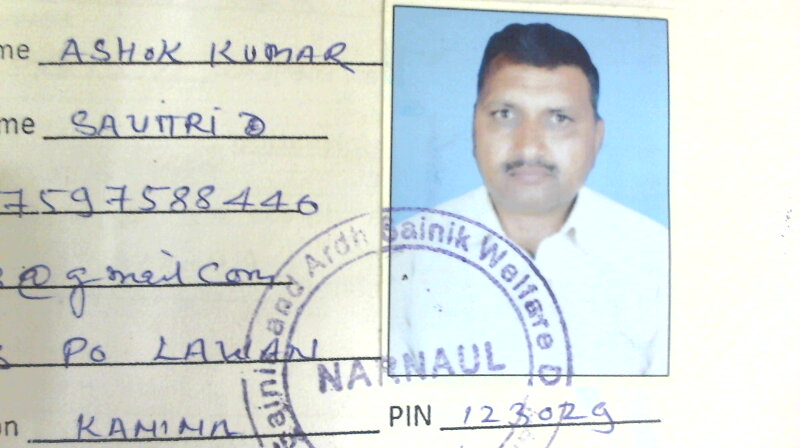 me ASHOK KUMAR
me SAVITRI D
7597588446
@gmail com
PO LAWAN
n KANINA
PIN 123029
Sainik and Ardh Sainik Welfare O
NARNAUL